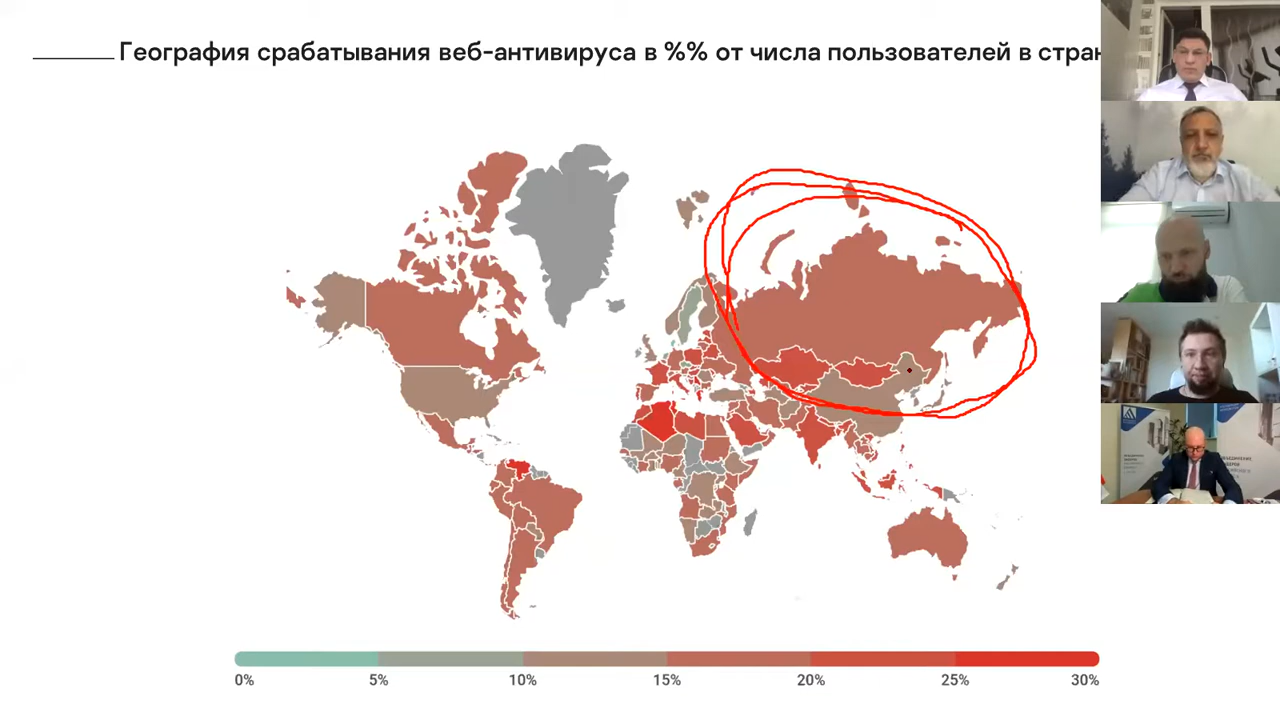 География срабатывания веб-антивируса в %% от числа пользователей в стран
0% 5% 10% 15% 20% 25% 30%